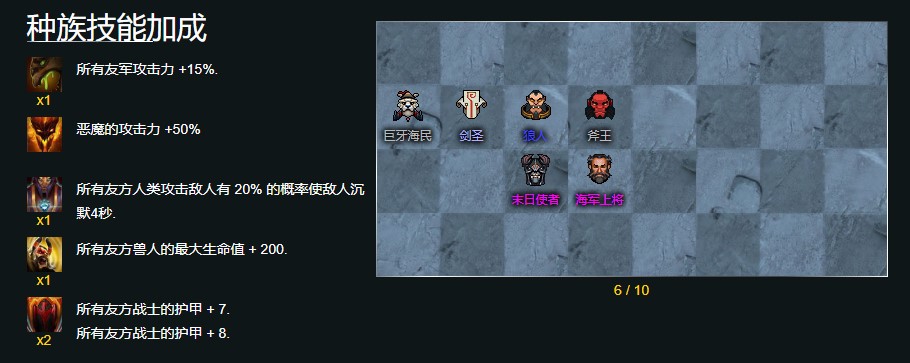 种族技能加成
所有友军攻击力 +15%.
x1
恶魔的攻击力 +50%
所有友方人类攻击敌人有 20% 的概率使敌人沉
默4秒.
x1
所有友方兽人的最大生命值 + 200.
x1
所有友方战士的护甲 + 7.
所有友方战士的护甲 + 8.
x2
巨牙海民
剑圣
狼人
斧王
末日使者
海军上将
6 / 10